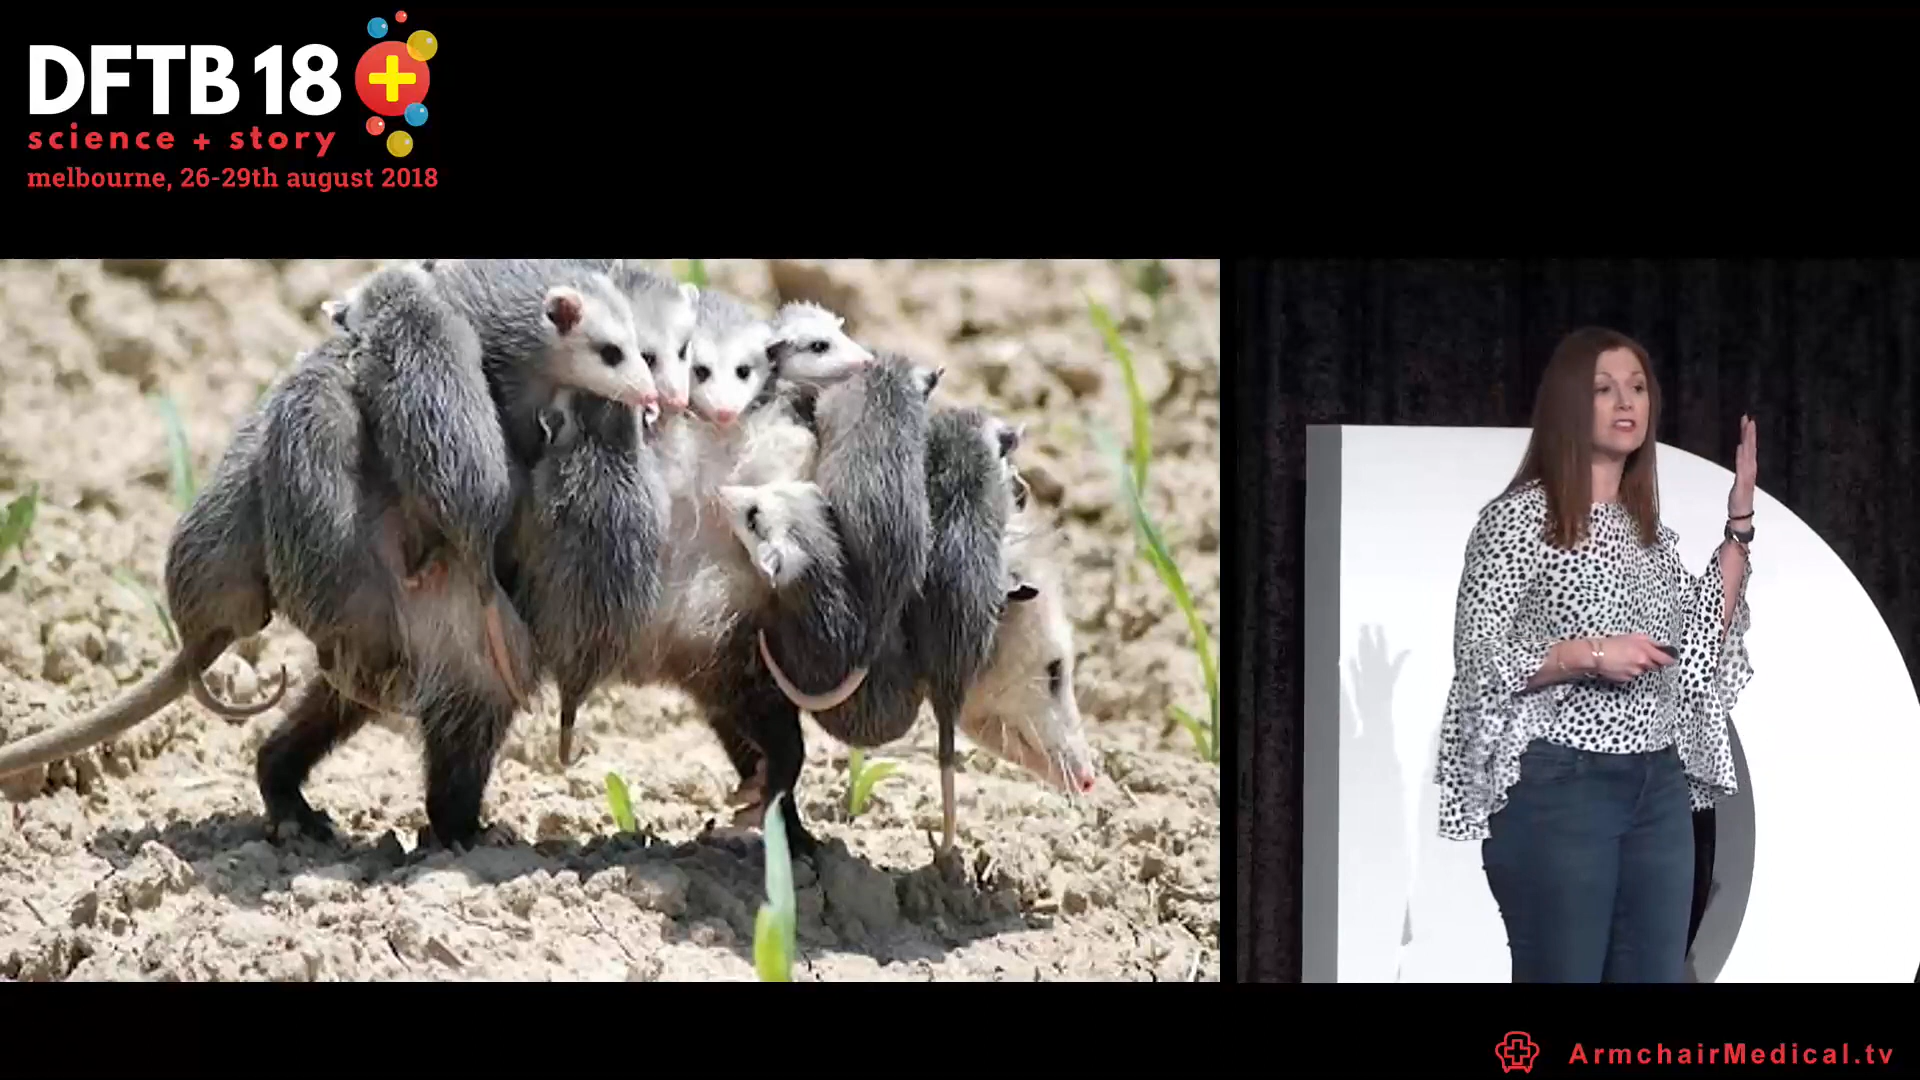 DFTB 18
science + story
melbourne, 26-29th august 2018
ArmchairMedical.tv